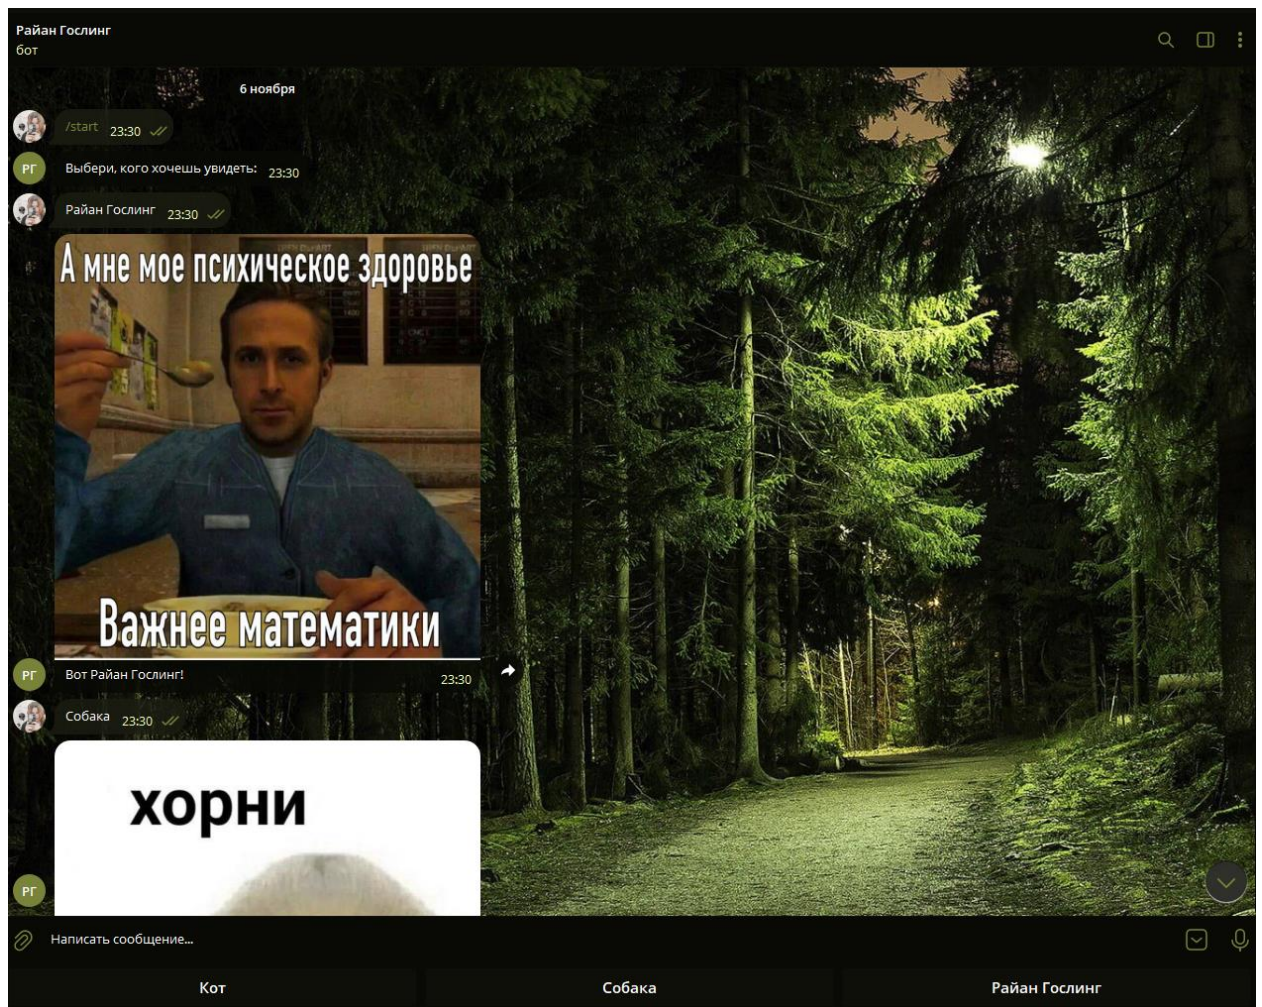 Райан Гослинг
бот
6 ноября
/start 23:30
РГ
Выбери, кого хочешь увидеть: 23:30
Райан Гослинг 23:30
А мне мое психическое здоровье
Важнее математики
РГ
Вот Райан Гослинг! 23:30
Собака 23:30
хорни
РГ
Написать сообщение...
Кот Собака Райан Гослинг